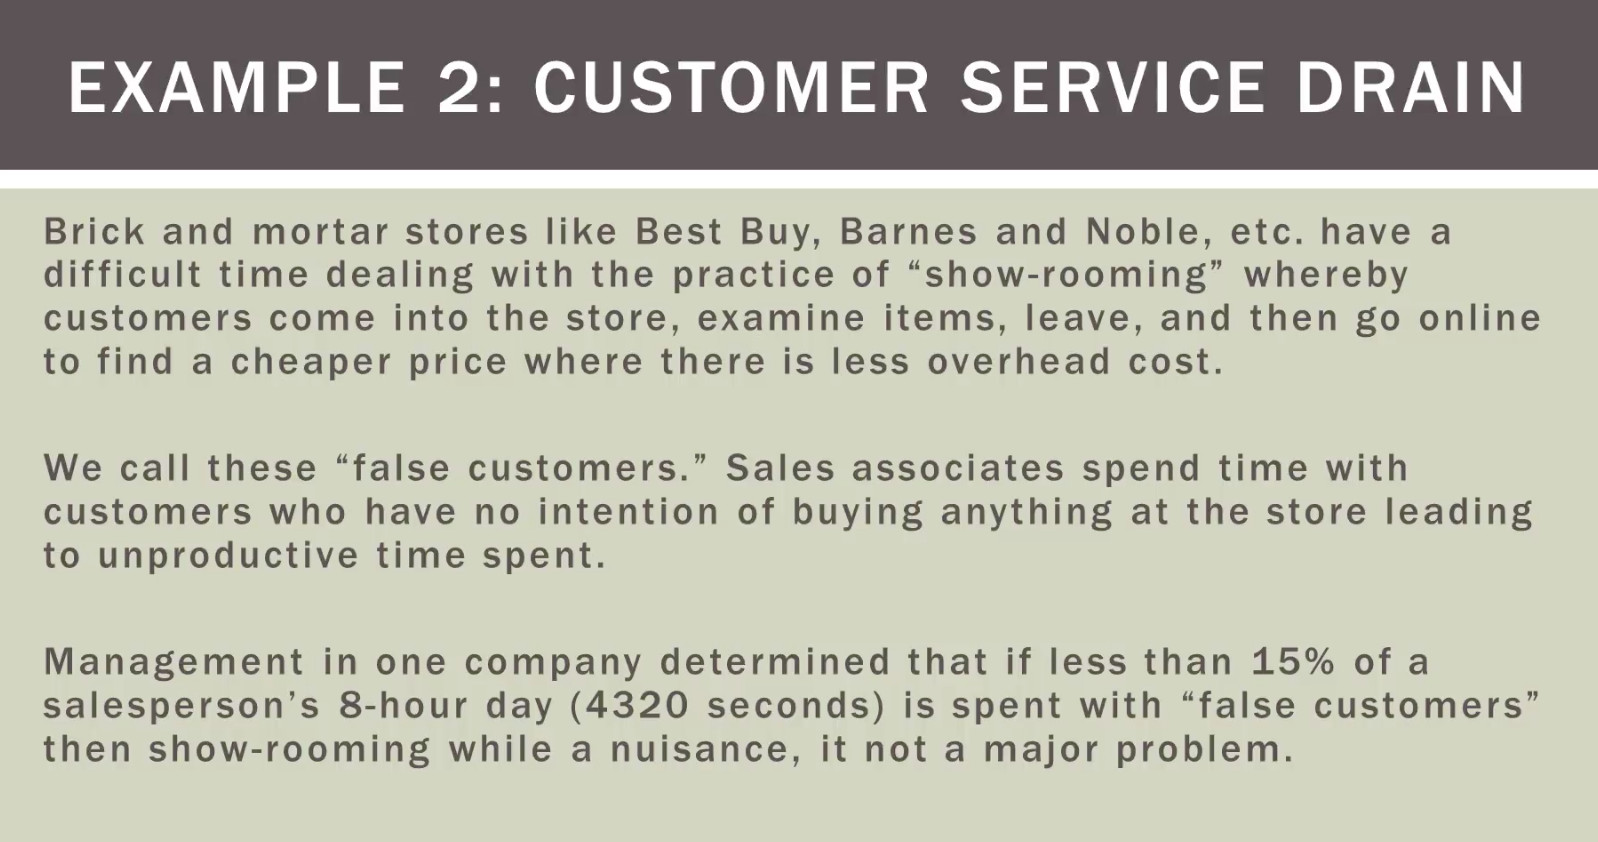 EXAMPLE 2: CUSTOMER SERVICE DRAIN
Brick and mortar stores like Best Buy, Barnes and Noble, etc. have a
difficult time dealing with the practice of “show-rooming” whereby
customers come into the store, examine items, leave, and then go online
to find a cheaper price where there is less overhead cost.
We call these “false customers.” Sales associates spend time with
customers who have no intention of buying anything at the store leading
to unproductive time spent.
Management in one company determined that if less than 15% of a
salesperson’s 8-hour day (4320 seconds) is spent with “false customers”
then show-rooming while a nuisance, it not a major problem.